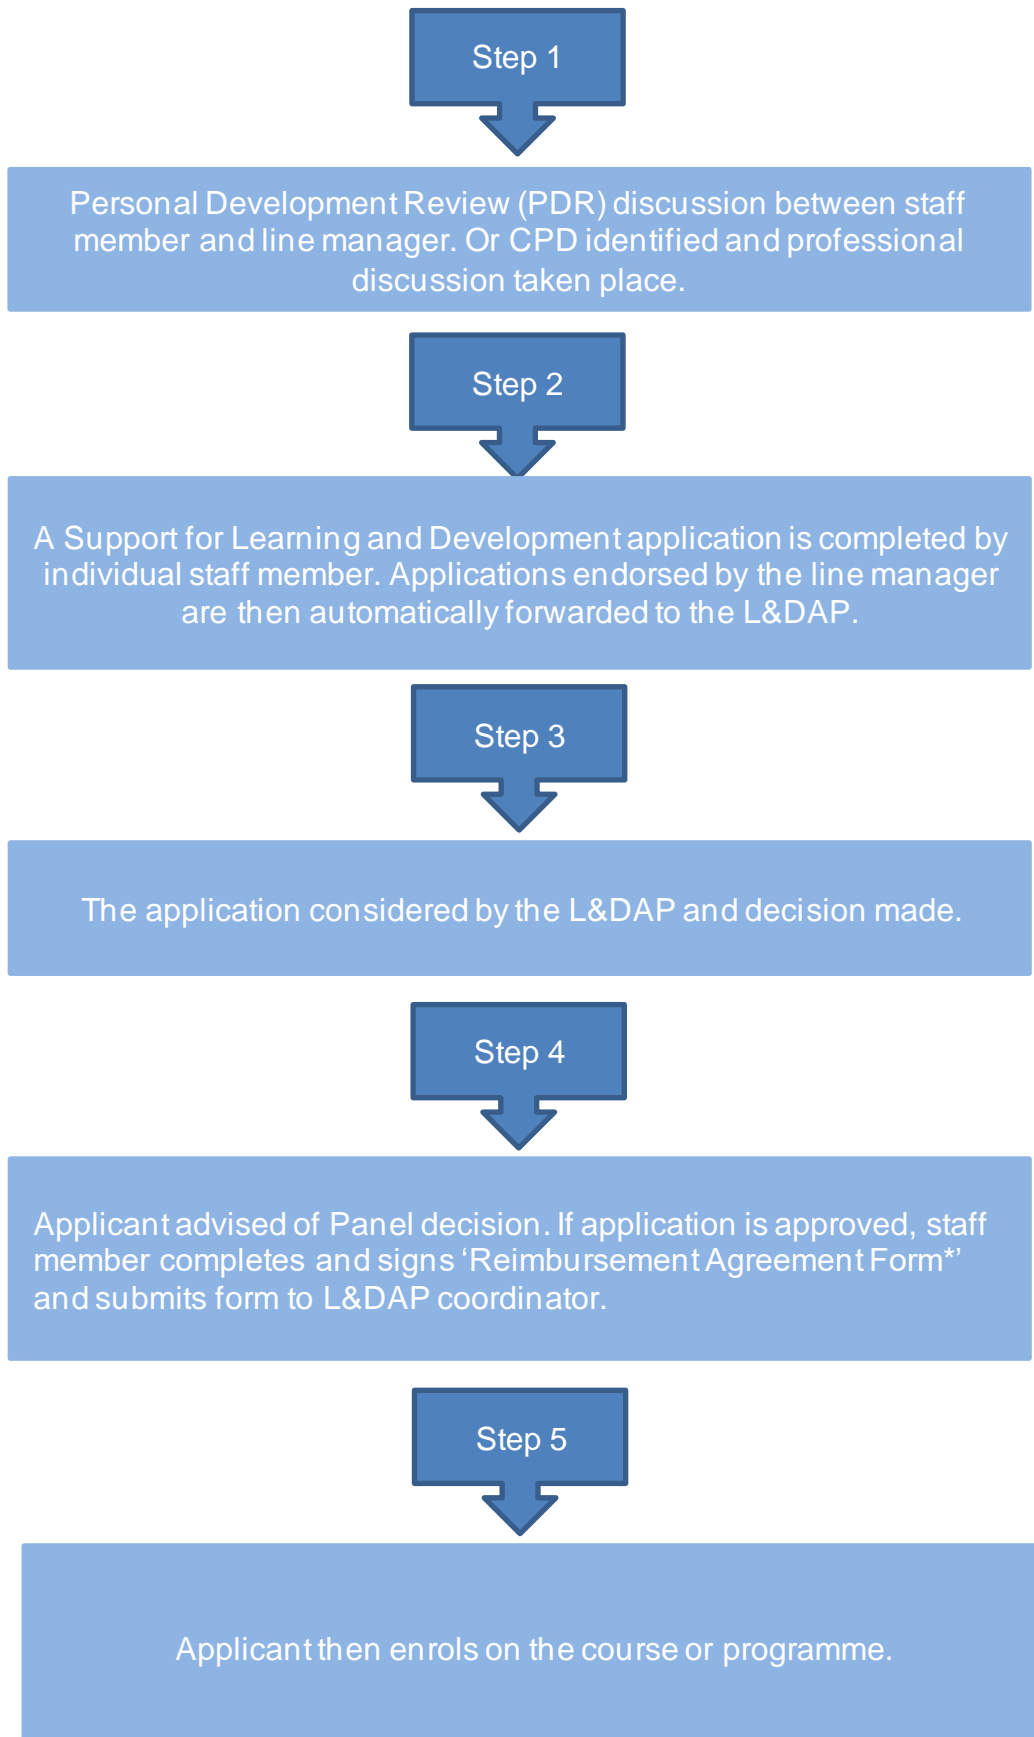 Step 1
Personal Development Review (PDR) discussion between staff
member and line manager. Or CPD identified and professional
discussion taken place.
Step 2
A Support for Learning and Development application is completed by
individual staff member. Applications endorsed by the line manager
are then automatically forwarded to the L&DAP.
Step 3
The application considered by the L&DAP and decision made.
Step 4
Applicant advised of Panel decision. If application is approved, staff
member completes and signs ‘Reimbursement Agreement Form*’
and submits form to L&DAP coordinator.
Step 5
Applicant then enrols on the course or programme.